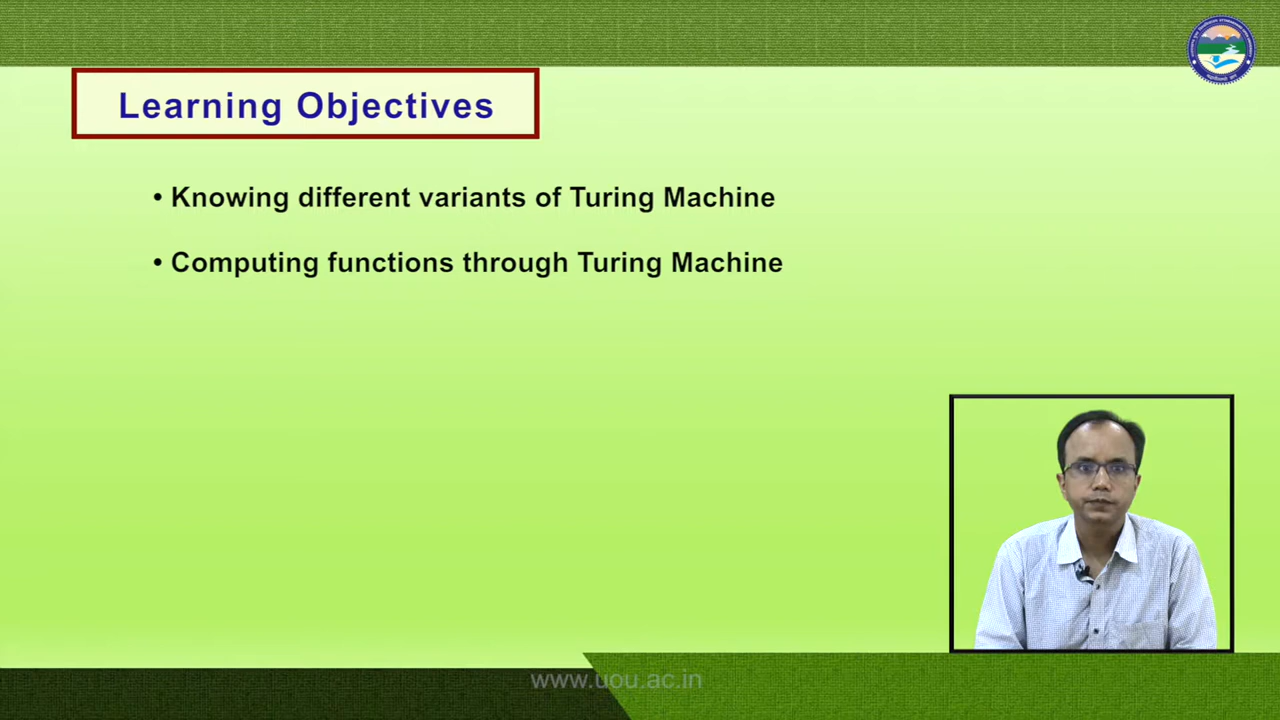 Learning Objectives
• Knowing different variants of Turing Machine
• Computing functions through Turing Machine
www.uou.ac.in